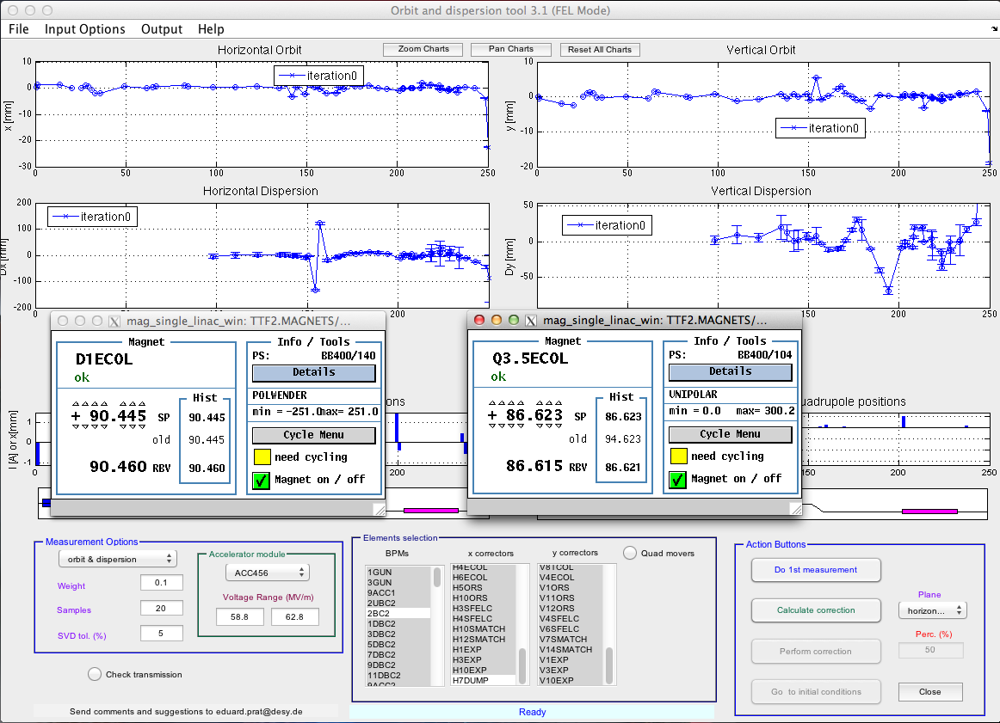 Orbit and dispersion tool 3.1 (FEL Mode)
File Input Options Output Help
Zoom Charts Pan Charts Reset All Charts
Horizontal Orbit
x [mm]
10
0
-10
-20
-30
iteration0
0 50 100 150 200 250
Vertical Orbit
y [mm]
10
0
-10
-20
iteration0
0 50 100 150 200 250
Horizontal Dispersion
Dx [mm]
200
100
0
-100
-200
iteration0
0 200
Vertical Dispersion
Dy [mm]
50
0
-50
iteration0
mag_single_linac_win: TTF2.MAGNETS/...
Magnet
D1ECOL
ok
+ 90.445 SP
old 90.445
90.460 RBV
Hist
90.445
90.460
Info / Tools
PS: BB400/140
Details
POLWENDER
min = -251.0max= 251.0
Cycle Menu
need cycling
Magnet on / off
mag_single_linac_win: TTF2.MAGNETS/...
Magnet
Q3.5ECOL
ok
+ 86.623 SP
old 94.623
86.615 RBV
Hist
86.623
86.621
Info / Tools
PS: BB400/104
Details
UNIPOLAR
min = 0.0 max= 300.2
Cycle Menu
need cycling
Magnet on / off
ons
uadrupole positions
I [A] or x[mm]
1
0
-1
200 250
150 200 250
Measurement Options
orbit & dispersion
Weight 0.1
Samples 20
SVD tol. (%) 5
Accelerator module
ACC456
Voltage Range (MV/m)
58.8 62.8
Check transmission
Send comments and suggestions to eduard.prat@desy.de
Elements selection
BPMs
1GUN
3GUN
9ACC1
2UBC2
2BC2
1DBC2
3DBC2
5DBC2
7DBC2
9DBC2
11DBC2
9ACC2
x correctors
H4ECOL
H6ECOL
H5ORS
H10ORS
H3SFELC
H4SFELC
H10SMATCH
H12SMATCH
H1EXP
H3EXP
H10EXP
H7DUMP
y correctors
V8TCOL
V4ECOL
V1ORS
V11ORS
V12ORS
V4SFELC
V6SFELC
V7SMATCH
V14SMATCH
V1EXP
V3EXP
V10EXP
Quad movers
Ready
Action Buttons
Do 1st measurement
Calculate correction
Perform correction
Go to initial conditions
Plane
horizon...
Perc. (%)
50
Close